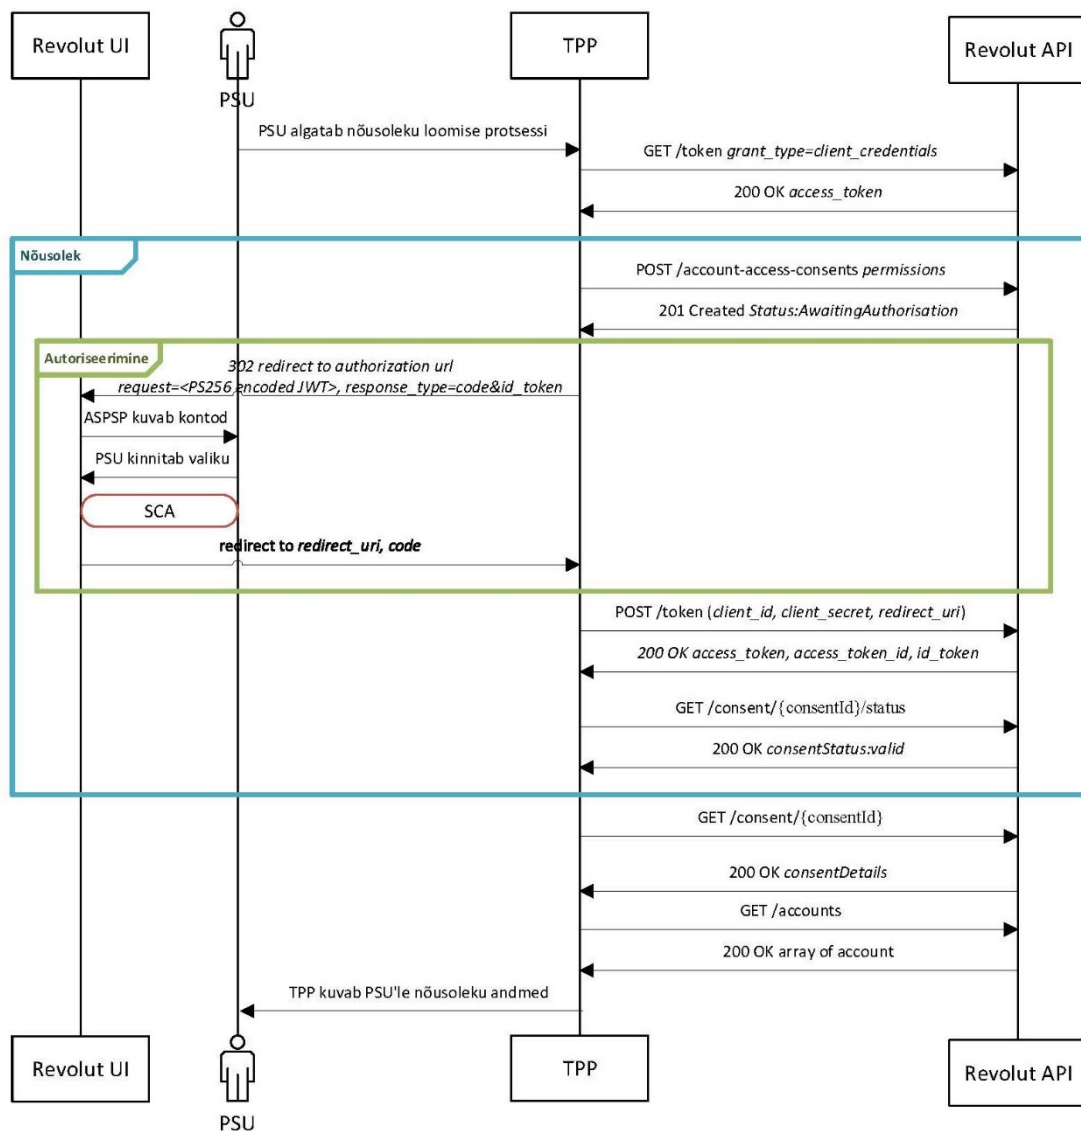 Revolut UI
PSU
TPP
Revolut API
PSU algatab nõusoleku loomise protsessi
GET /token grant_type=client_credentials
200 OK access_token
Nõusolek
POST /account-access-consents permissions
201 Created Status:AwaitingAuthorisation
Autoriseerimine
302 redirect to authorization url
request=<PS256 encoded JWT>, response_type=code&id_token
ASPSP kuvab kontod
PSU kinnitab valiku
SCA
redirect to redirect_uri, code
POST /token (client_id, client_secret, redirect_uri)
200 OK access_token, access_token_id, id_token
GET /consent/{consentId}/status
200 OK consentStatus:valid
GET /consent/{consentId}
200 OK consentDetails
GET /accounts
200 OK array of account
TPP kuvab PSU'le nõusoleku andmed
Revolut UI
PSU
TPP
Revolut API